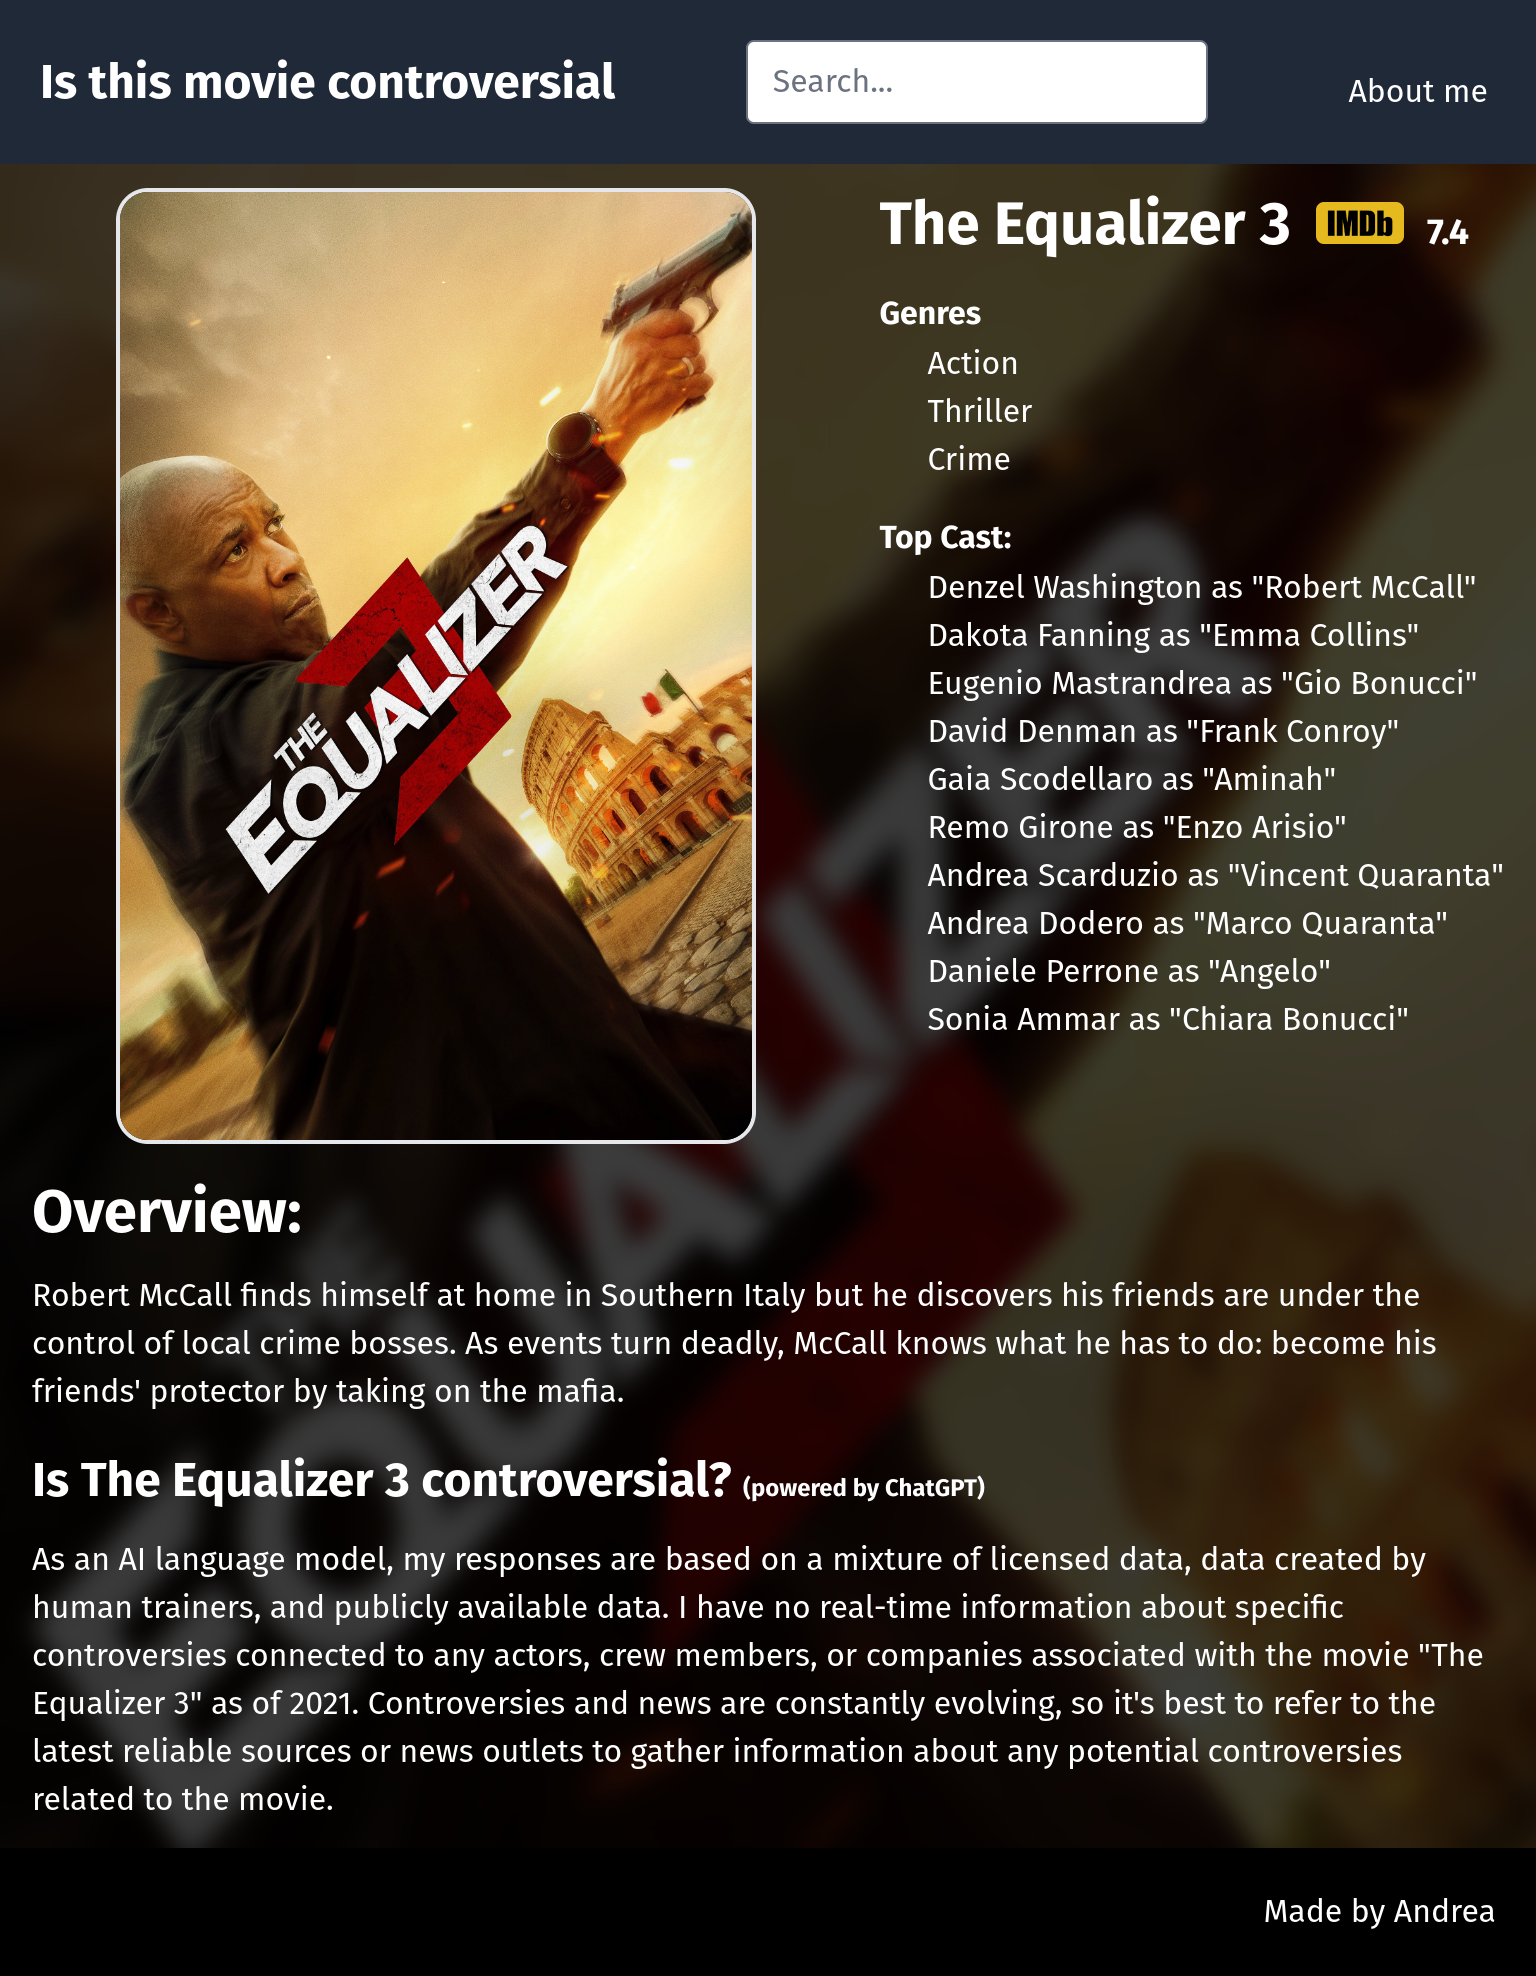 Is this movie controversial
Search...
About me
THE
EQUALIZER
3
The Equalizer 3 IMDb 7.4
Genres
Action
Thriller
Crime
Top Cast:
Denzel Washington as "Robert McCall"
Dakota Fanning as "Emma Collins"
Eugenio Mastrandrea as "Gio Bonucci"
David Denman as "Frank Conroy"
Gaia Scodellaro as "Aminah"
Remo Girone as "Enzo Arisio"
Andrea Scarduzio as "Vincent Quaranta"
Andrea Dodero as "Marco Quaranta"
Daniele Perrone as "Angelo"
Sonia Ammar as "Chiara Bonucci"
Overview:
Robert McCall finds himself at home in Southern Italy but he discovers his friends are under the
control of local crime bosses. As events turn deadly, McCall knows what he has to do: become his
friends' protector by taking on the mafia.
Is The Equalizer 3 controversial? (powered by ChatGPT)
As an AI language model, my responses are based on a mixture of licensed data, data created by
human trainers, and publicly available data. I have no real-time information about specific
controversies connected to any actors, crew members, or companies associated with the movie "The
Equalizer 3" as of 2021. Controversies and news are constantly evolving, so it's best to refer to the
latest reliable sources or news outlets to gather information about any potential controversies
related to the movie.
Made by Andrea